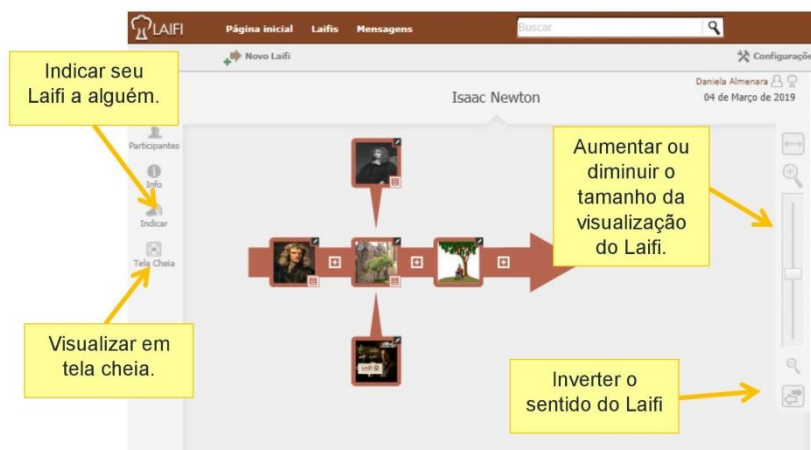 LAIFI
Página inicial Laifis Mensagens
Buscar
Novo Laifi
Configuraçõe
Indicar seu
Laifi a alguém.
Isaac Newton
Daniela Almenara
04 de Março de 2019
Participantes
Info
Indicar
Tela Cheia
Aumentar ou
diminuir o
tamanho da
visualização
do Laifi.
Visualizar em
tela cheia.
Inverter o
sentido do Laifi